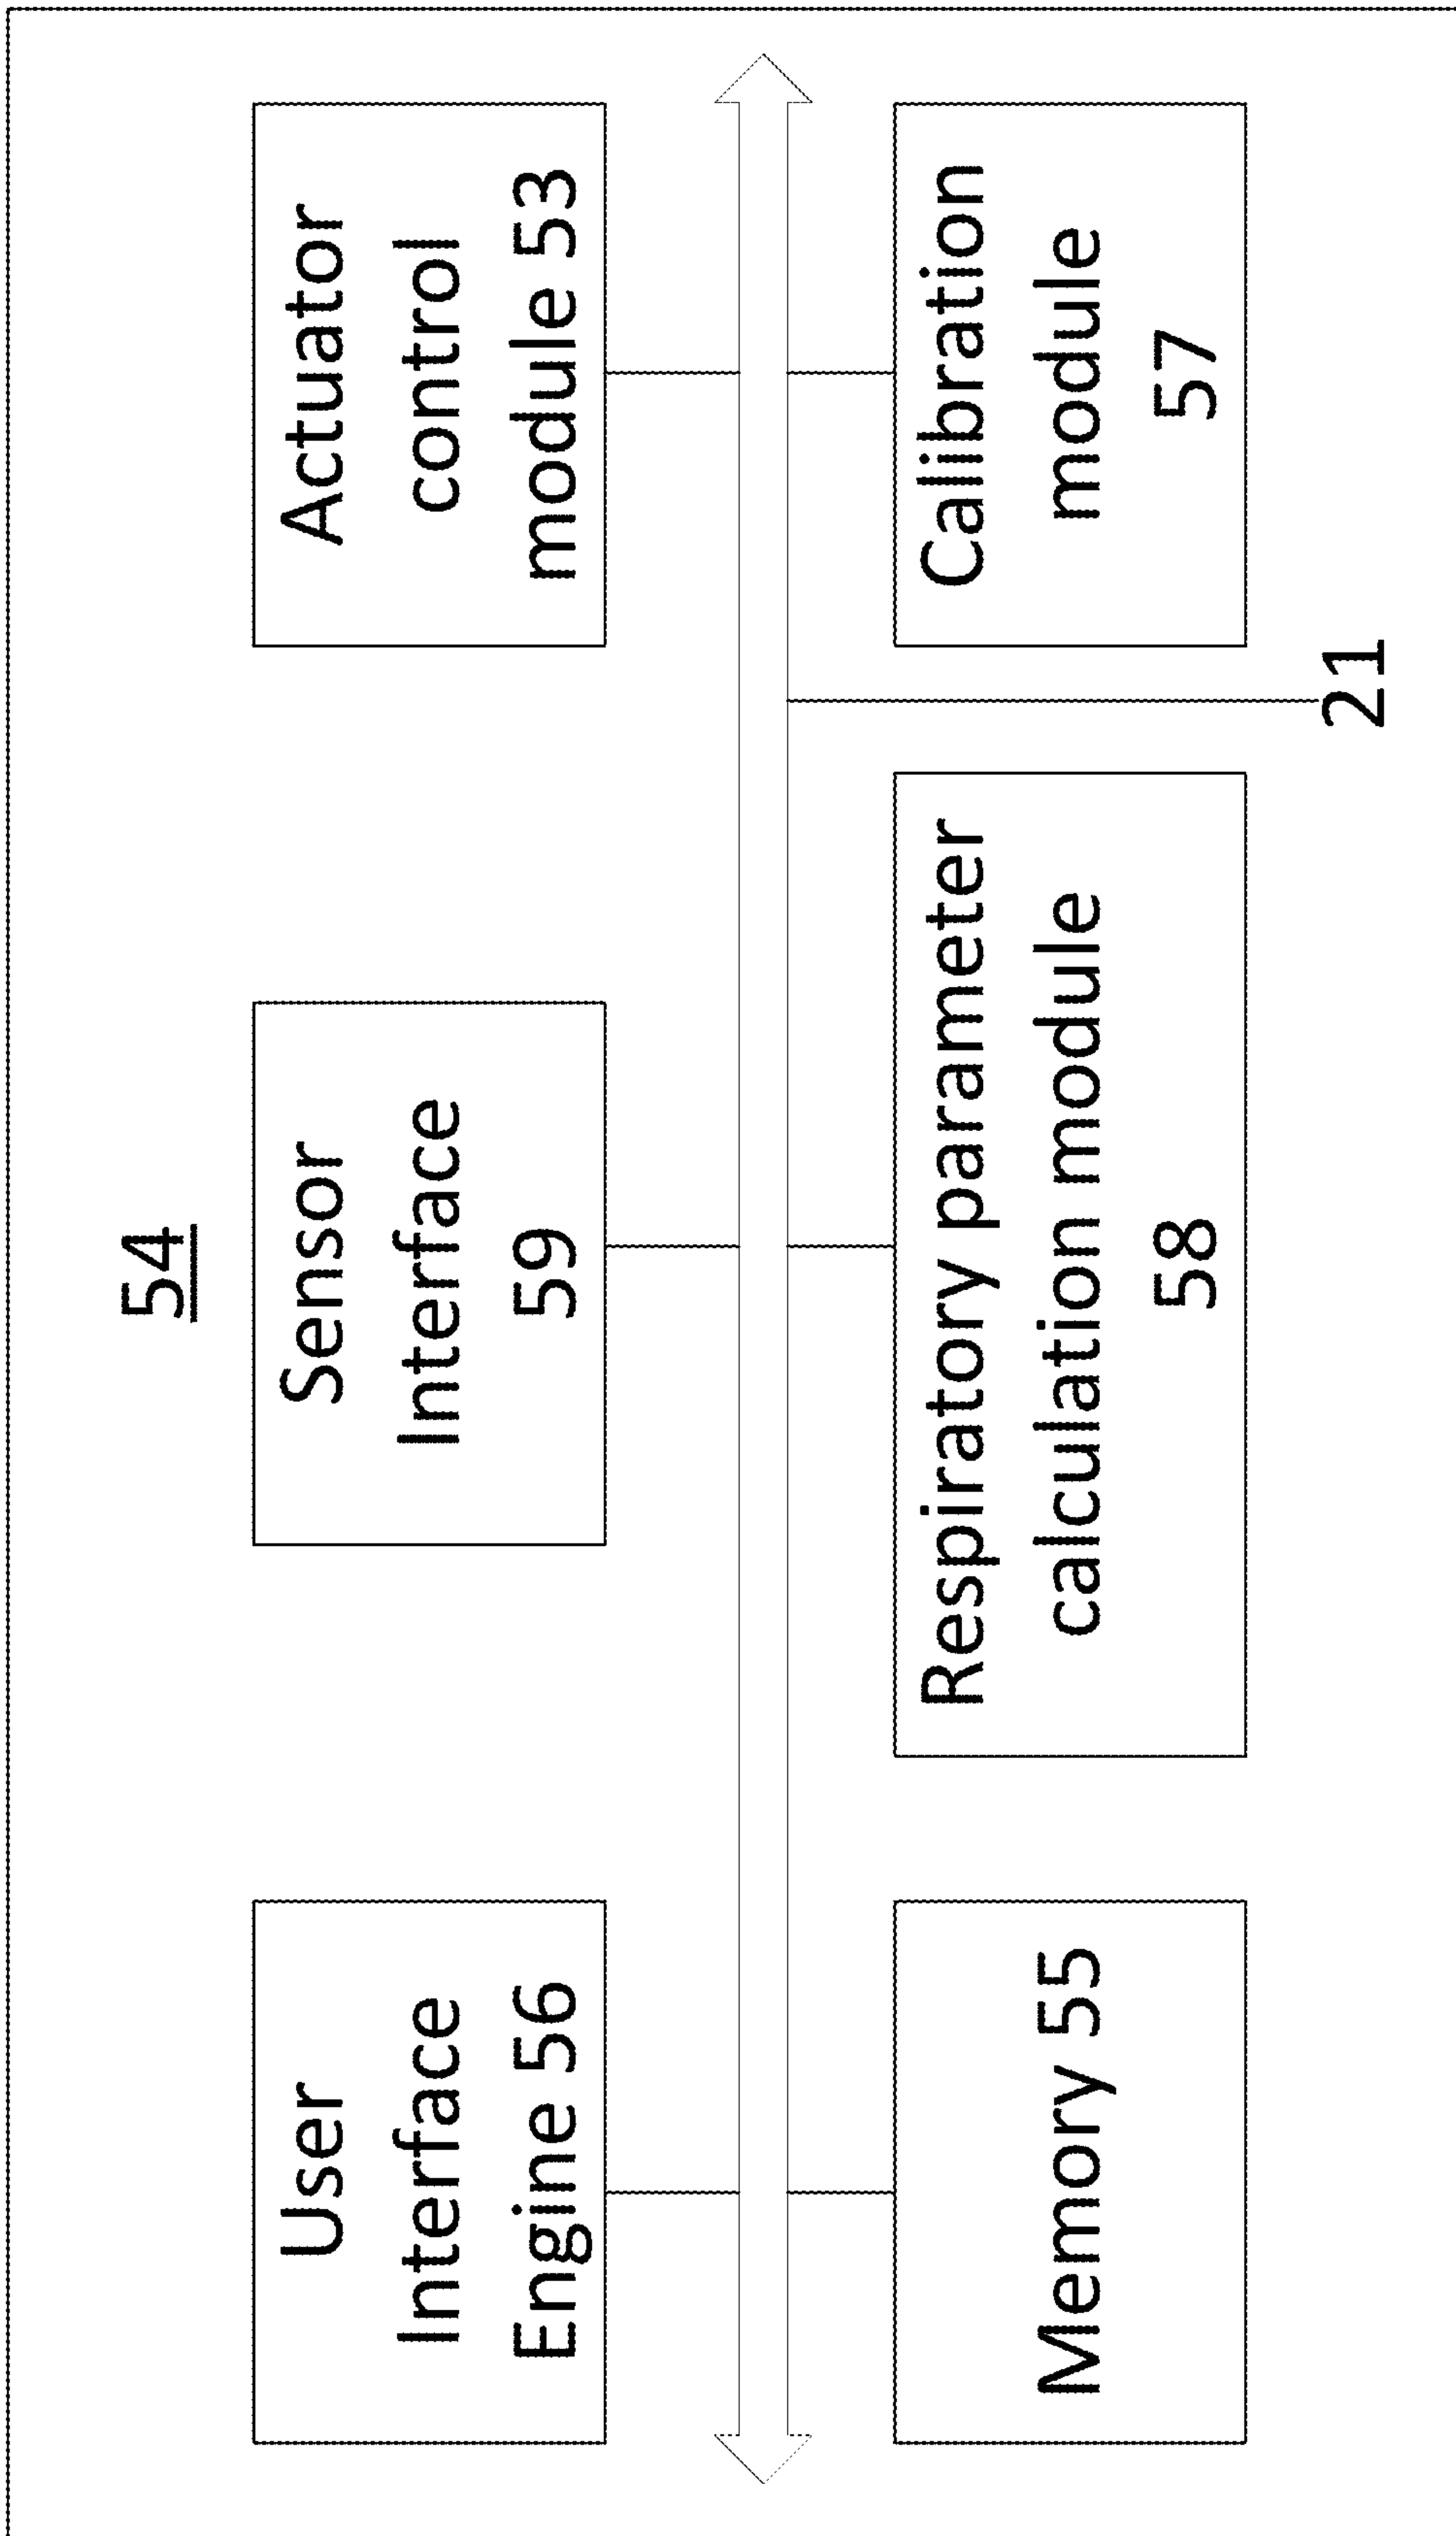 54
User
Interface
Engine 56
Sensor
Interface
59
Actuator
control
module 53
Memory 55
Respiratory parameter
calculation module
58
Calibration
module
57
21